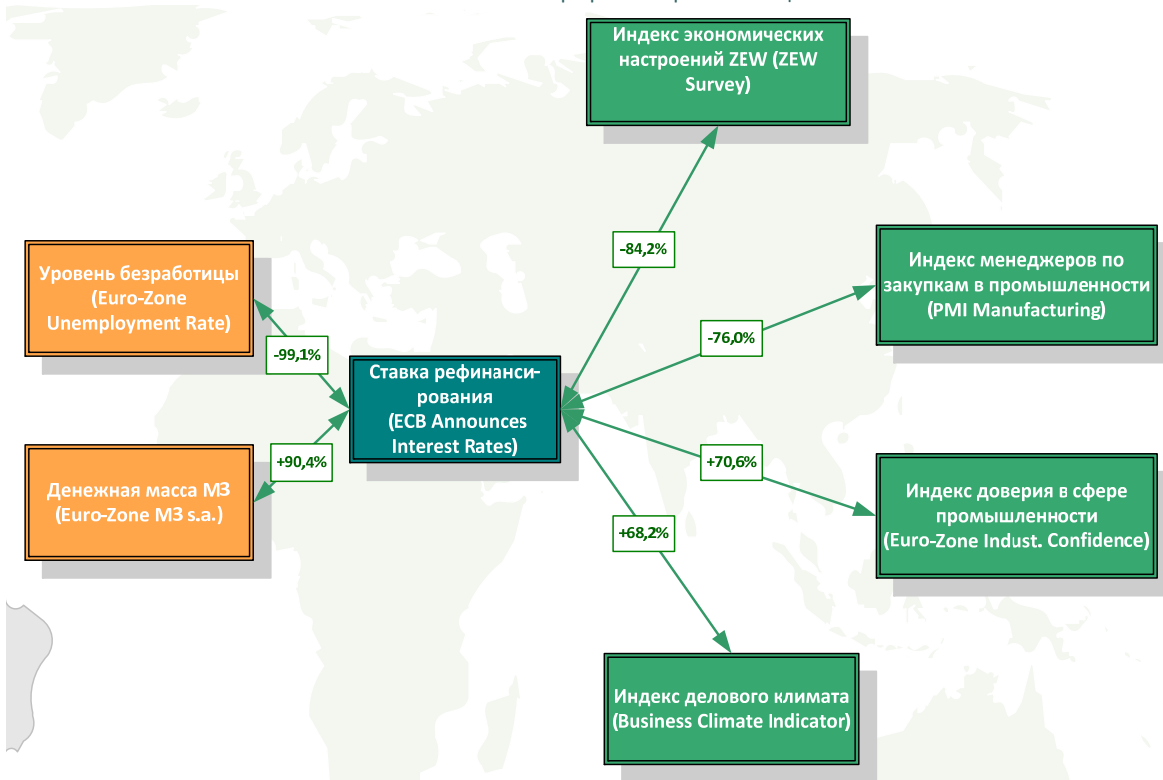 Индекс экономических
настроений ZEW (ZEW
Survey)
-84,2%
Уровень безработицы
(Euro-Zone
Unemployment Rate)
-99,1%
Индекс менеджеров по
закупкам в промышленности
(PMI Manufacturing)
-76,0%
Ставка рефинанси-
рования
(ECB Announces
Interest Rates)
Денежная масса М3
(Euro-Zone M3 s.a.)
+90,4%
+70,6%
Индекс доверия в сфере
промышленности
(Euro-Zone Indust. Confidence)
+68,2%
Индекс делового климата
(Business Climate Indicator)